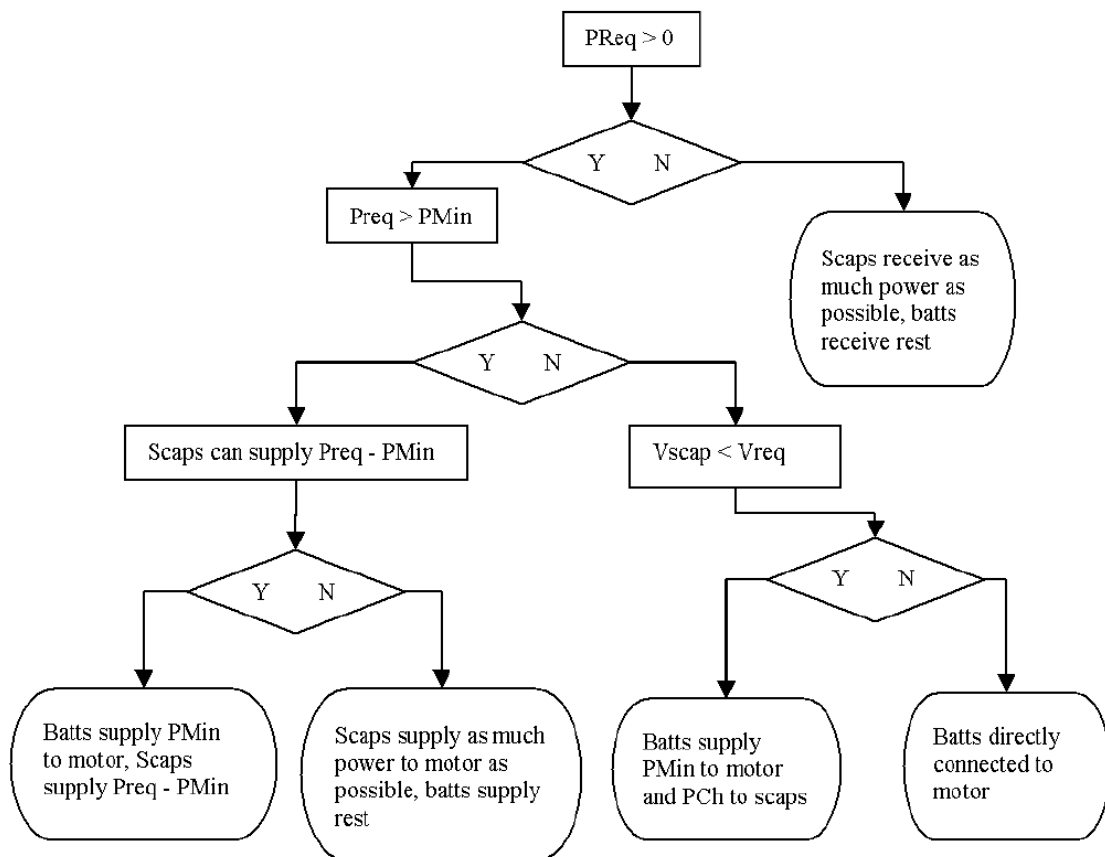 PReq > 0
Y N
Preq > PMin
Scaps receive as
much power as
possible, batts
receive rest
Y N
Scaps can supply Preq - PMin
Vscap < Vreq
Y N
Y N
Batts supply PMin
to motor, Scaps
supply Preq - PMin
Scaps supply as much
power to motor as
possible, batts supply
rest
Batts supply
PMin to motor
and PCh to scaps
Batts directly
connected to
motor